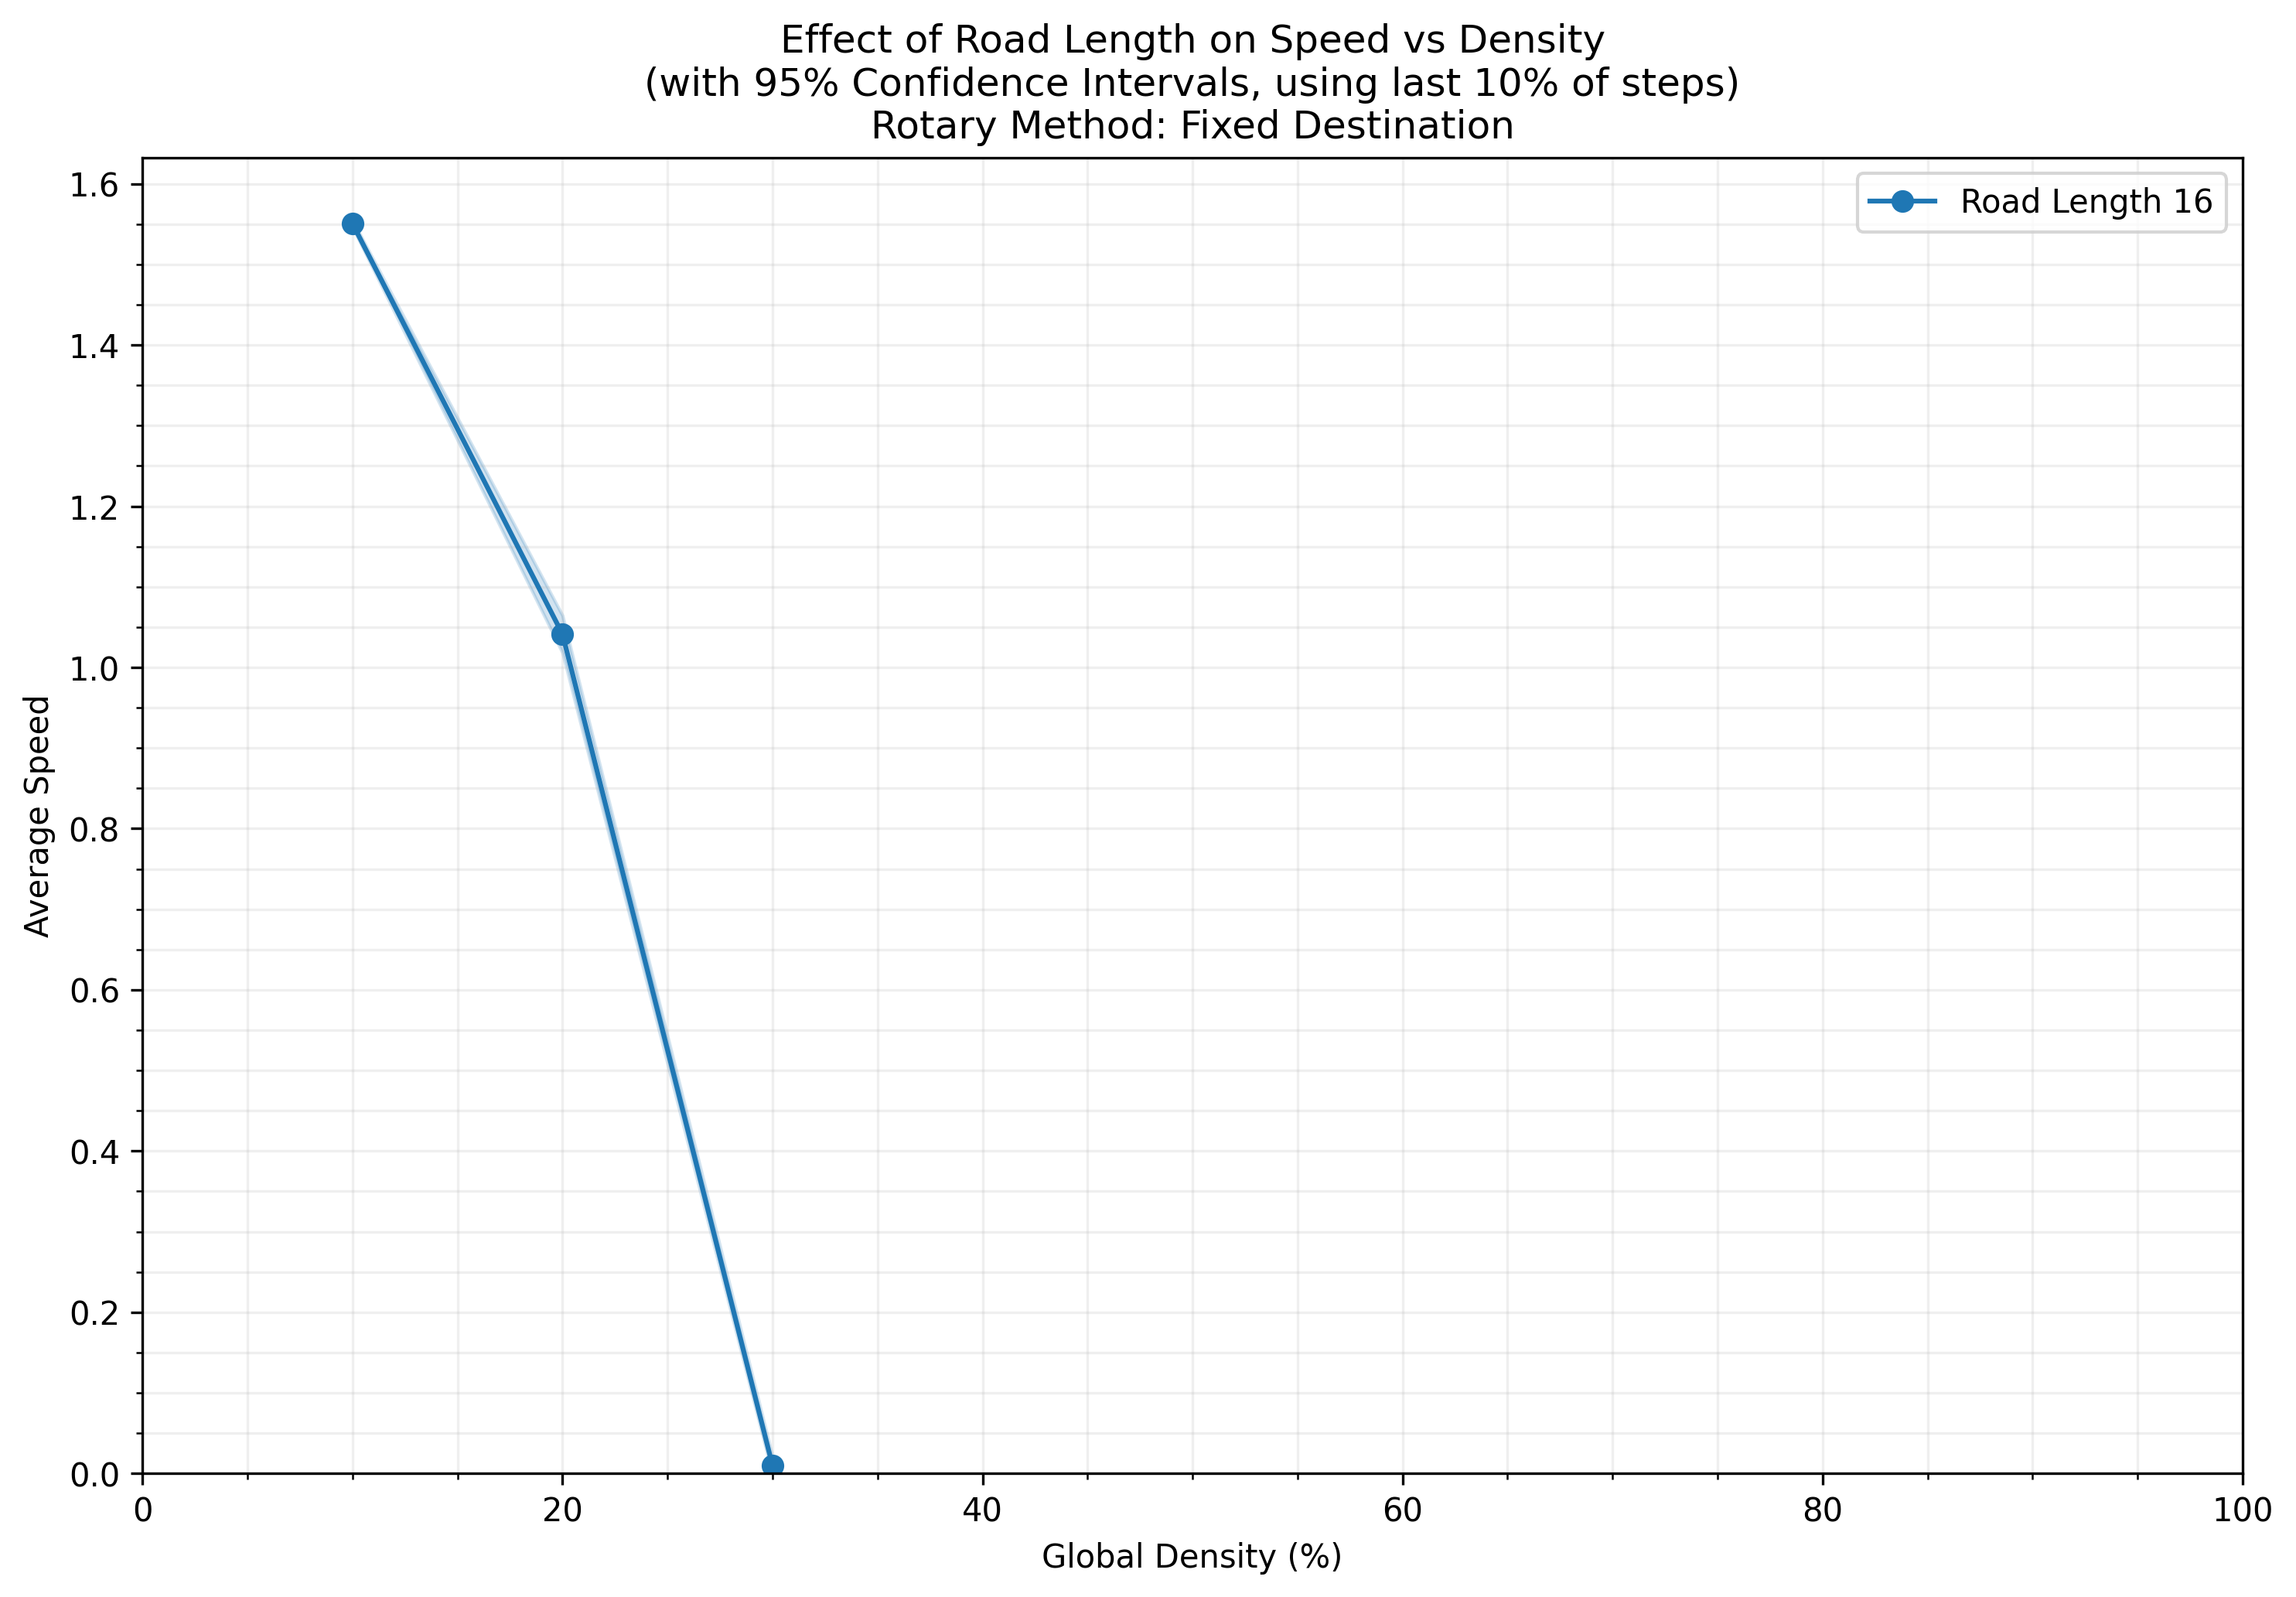 Effect of Road Length on Speed vs Density
(with 95% Confidence Intervals, using last 10% of steps)
Rotary Method: Fixed Destination
Road Length 16
1.6
1.4
1.2
1.0
0.8
0.6
0.4
0.2
0.0
Average Speed
0 20 40 60 80 100
Global Density (%)